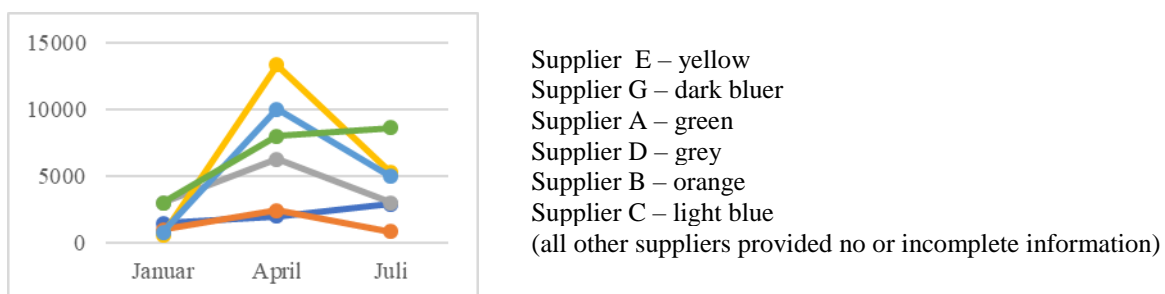 15000
10000
5000
0
Januar April Juli
Supplier E – yellow
Supplier G – dark bluer
Supplier A – green
Supplier D – grey
Supplier B – orange
Supplier C – light blue
(all other suppliers provided no or incomplete information)